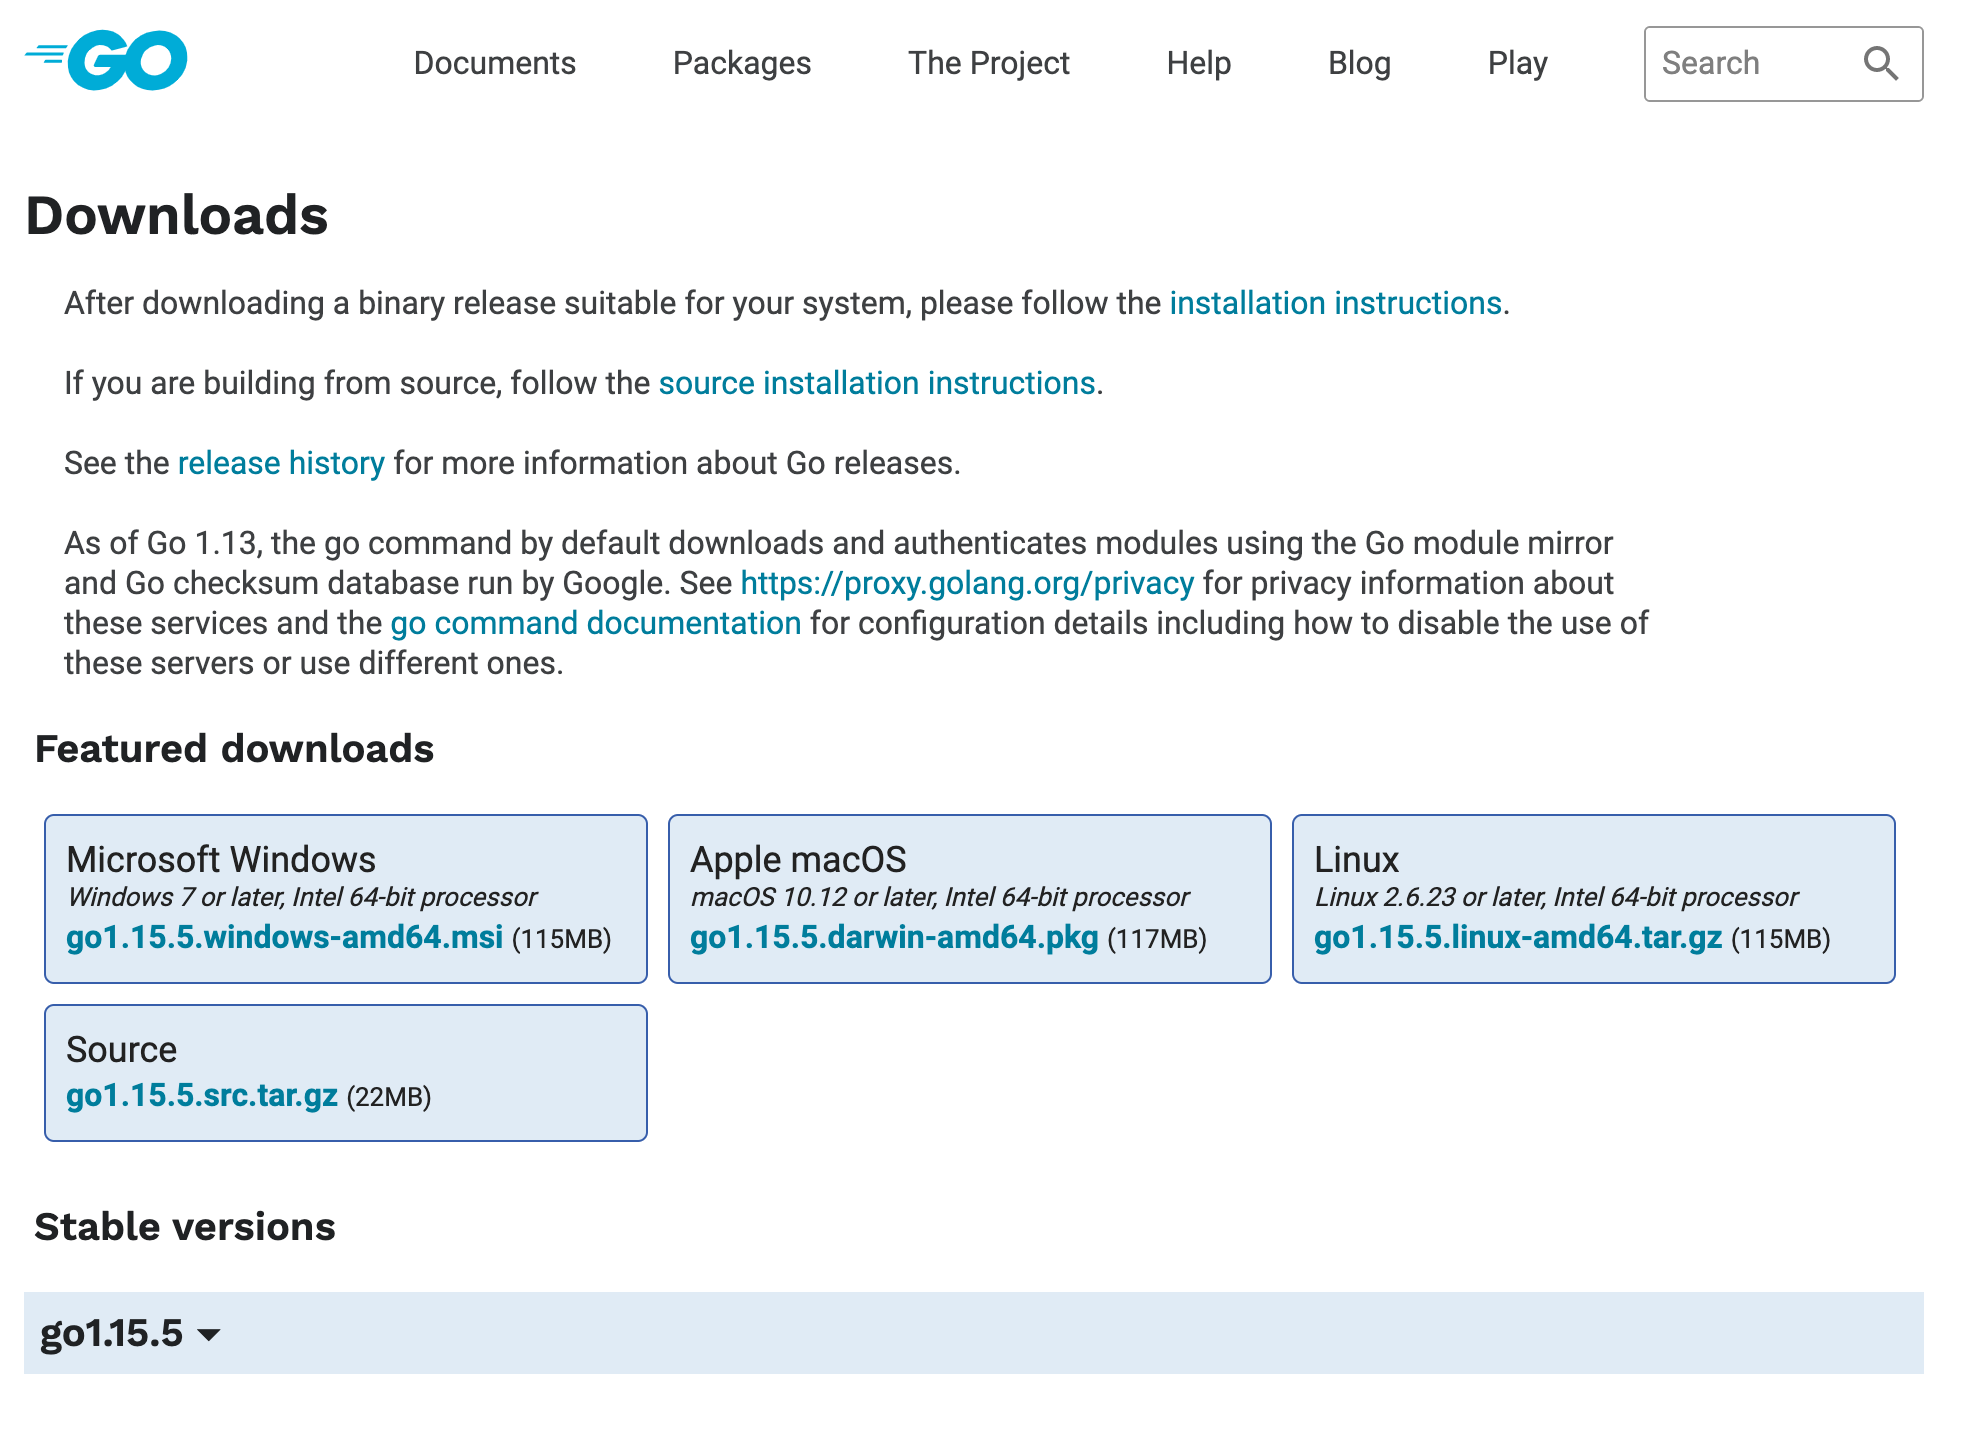 GO
Documents
Packages
The Project
Help
Blog
Play
Search
Downloads
After downloading a binary release suitable for your system, please follow the installation instructions.
If you are building from source, follow the source installation instructions.
See the release history for more information about Go releases.
As of Go 1.13, the go command by default downloads and authenticates modules using the Go module mirror
and Go checksum database run by Google. See https://proxy.golang.org/privacy for privacy information about
these services and the go command documentation for configuration details including how to disable the use of
these servers or use different ones.
Featured downloads
Microsoft Windows
Windows 7 or later, Intel 64-bit processor
go1.15.5.windows-amd64.msi (115MB)
Apple macOS
macOS 10.12 or later, Intel 64-bit processor
go1.15.5.darwin-amd64.pkg (117MB)
Linux
Linux 2.6.23 or later, Intel 64-bit processor
go1.15.5.linux-amd64.tar.gz (115MB)
Source
go1.15.5.src.tar.gz (22MB)
Stable versions
go1.15.5